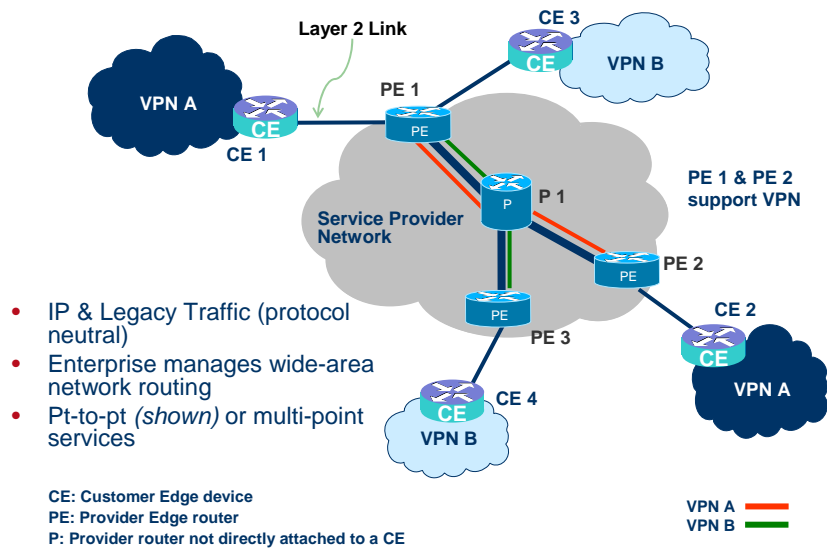 Layer 2 Link
CE 3
CE
VPN B
VPN A
PE 1
CE
PE
CE 1
P
P 1
PE 1 & PE 2
support VPN
Service Provider
Network
PE
PE 2
PE
PE 3
CE 2
CE
VPN A
• IP & Legacy Traffic (protocol
neutral)
• Enterprise manages wide-area
network routing
• Pt-to-pt (shown) or multi-point
services
CE
CE 4
VPN B
CE: Customer Edge device
PE: Provider Edge router
P: Provider router not directly attached to a CE
VPN A
VPN B